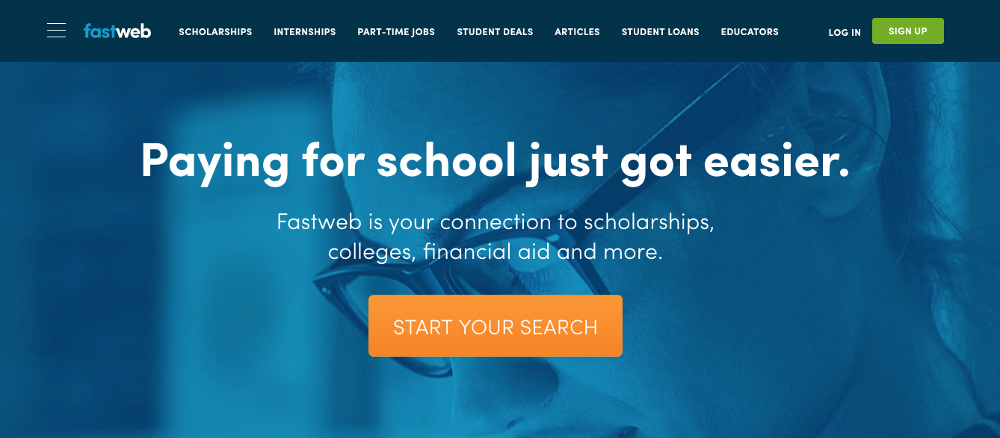 fastweb SCHOLARSHIPS INTERNSHIPS PART-TIME JOBS STUDENT DEALS ARTICLES STUDENT LOANS EDUCATORS LOG IN SIGN UP
Paying for school just got easier.
Fastweb is your connection to scholarships,
colleges, financial aid and more.
START YOUR SEARCH